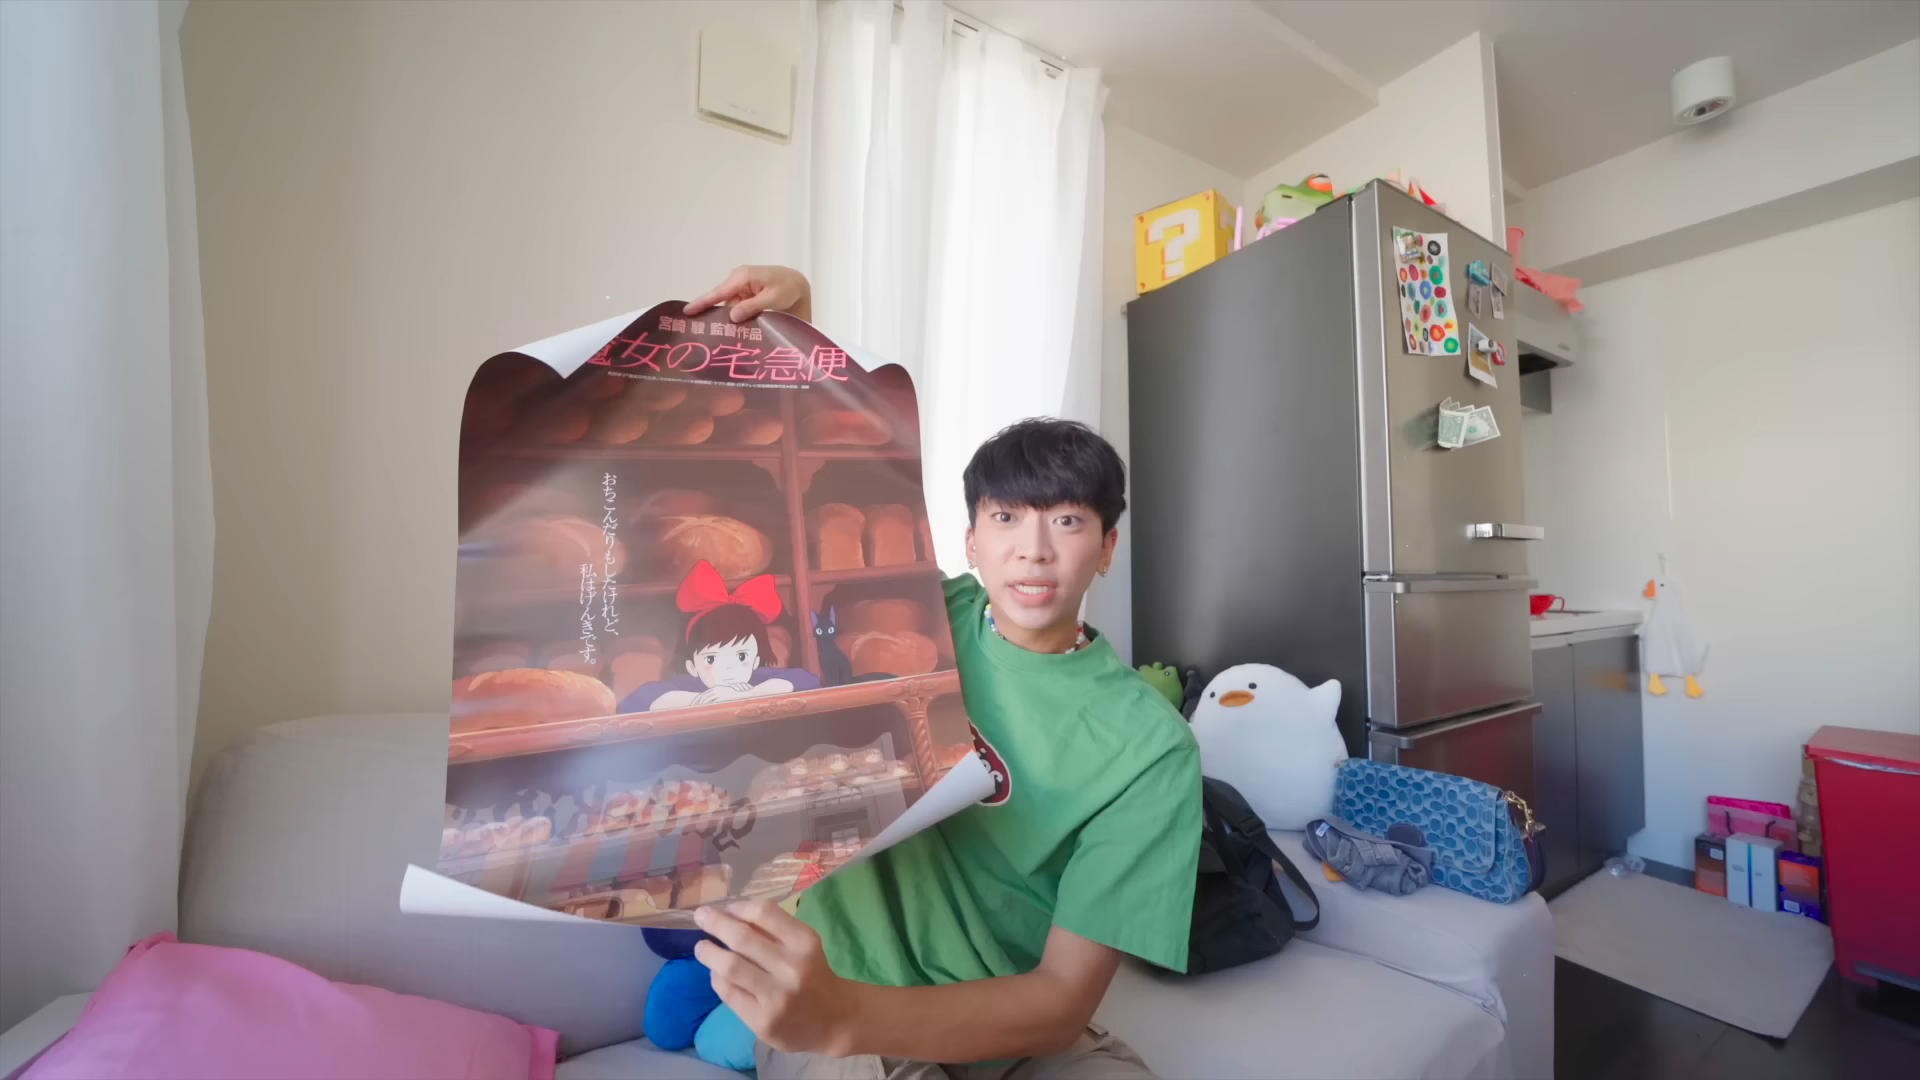 宮崎 駿 監督作品
魔女の宅急便
おちこんだりもしたけれど、
私はげんきです。
?